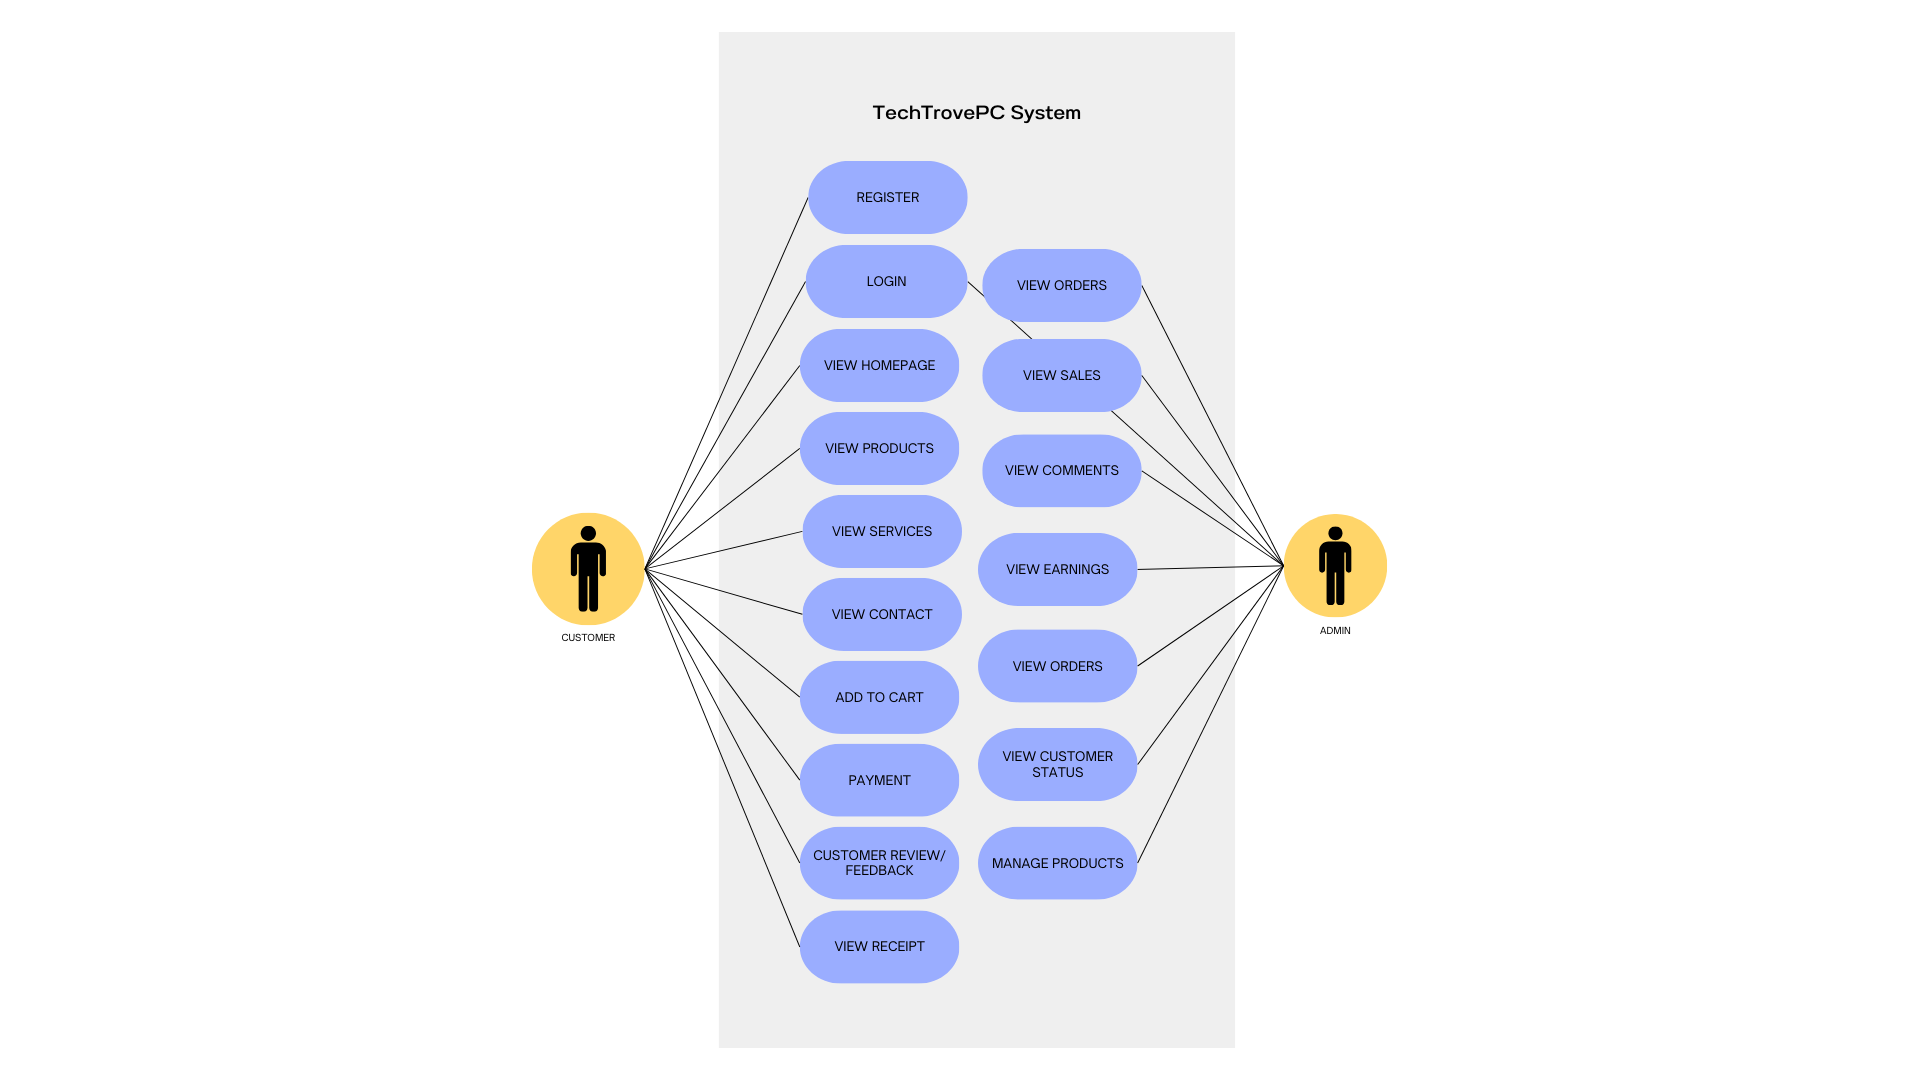 TechTrovePC System
REGISTER
LOGIN
VIEW HOMEPAGE
VIEW PRODUCTS
VIEW SERVICES
VIEW CONTACT
ADD TO CART
PAYMENT
CUSTOMER REVIEW/
FEEDBACK
VIEW RECEIPT
VIEW ORDERS
VIEW SALES
VIEW COMMENTS
VIEW EARNINGS
VIEW ORDERS
VIEW CUSTOMER
STATUS
MANAGE PRODUCTS
CUSTOMER
ADMIN